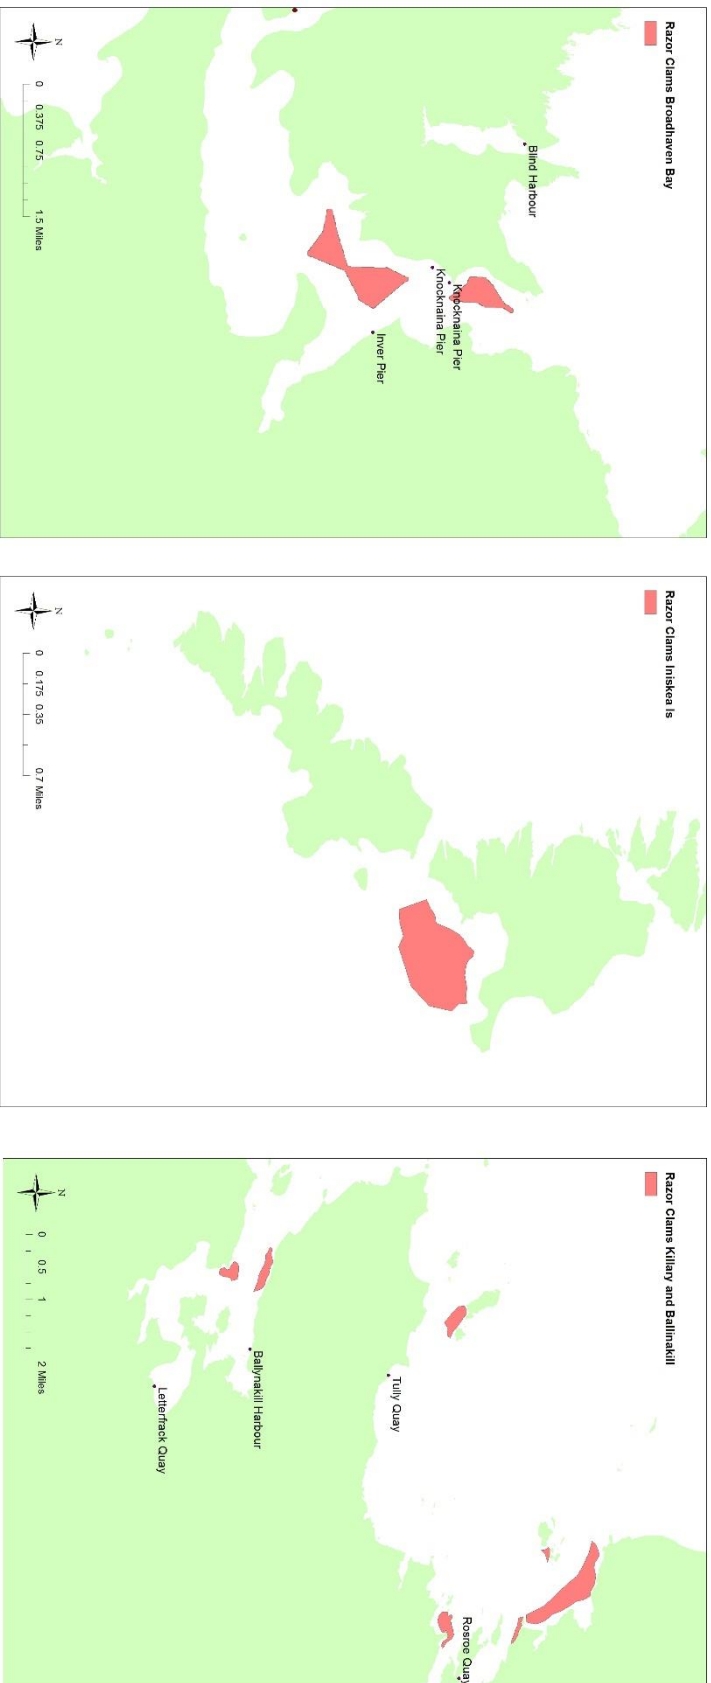 Razor Clams Broadhaven Bay
Blind Harbour
Knocknaina Pier
Knocknaina Pier
Inver Pier
N
0 0.375 0.75 1.5 Miles
Razor Clams Iniskea Is
N
0 0.175 0.35 0.7 Miles
Razor Clams Killary and Ballinakill
Rosroe Quay
Tully Quay
Ballynakill Harbour
Letterfrack Quay
N
0 0.5 1 2 Miles